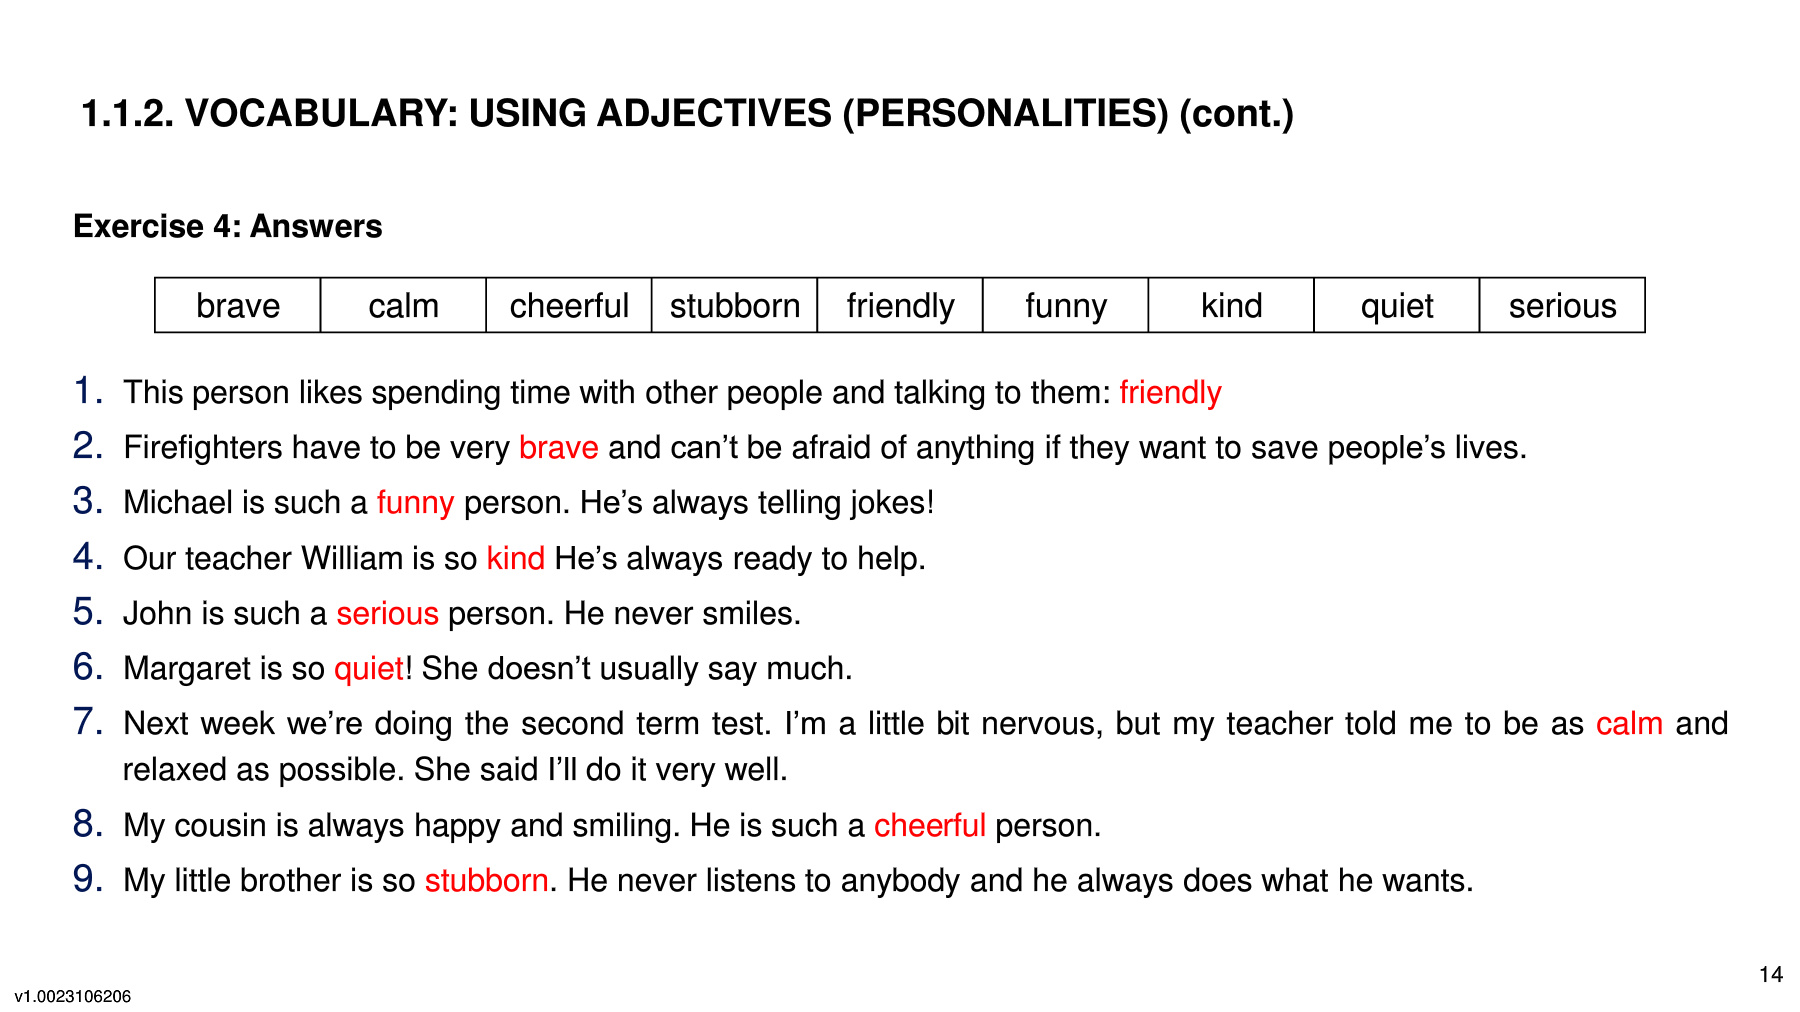 1.1.2. VOCABULARY: USING ADJECTIVES (PERSONALITIES) (cont.)
Exercise 4: Answers
brave calm cheerful stubborn friendly funny kind quiet serious
1. This person likes spending time with other people and talking to them: friendly
2. Firefighters have to be very brave and can’t be afraid of anything if they want to save people’s lives.
3. Michael is such a funny person. He’s always telling jokes!
4. Our teacher William is so kind He’s always ready to help.
5. John is such a serious person. He never smiles.
6. Margaret is so quiet! She doesn’t usually say much.
7. Next week we’re doing the second term test. I’m a little bit nervous, but my teacher told me to be as calm and
relaxed as possible. She said I’ll do it very well.
8. My cousin is always happy and smiling. He is such a cheerful person.
9. My little brother is so stubborn. He never listens to anybody and he always does what he wants.
14
v1.0023106206